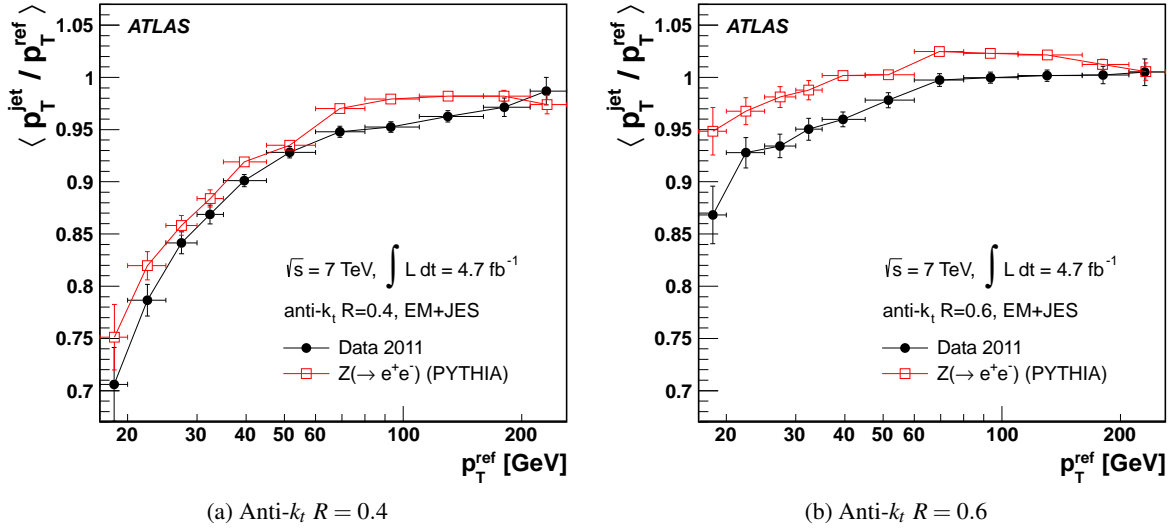 ATLAS
⟨ p_T^jet / p_T^ref ⟩
1.05
1
0.95
0.9
0.85
0.8
0.75
0.7
√s = 7 TeV, ∫ L dt = 4.7 fb⁻¹
anti-k_t R=0.4, EM+JES
Data 2011
Z(→ e⁺e⁻) (PYTHIA)
20 30 40 50 60 100 200
p_T^ref [GeV]
(a) Anti-k_t R = 0.4
ATLAS
⟨ p_T^jet / p_T^ref ⟩
1.05
1
0.95
0.9
0.85
0.8
0.75
0.7
√s = 7 TeV, ∫ L dt = 4.7 fb⁻¹
anti-k_t R=0.6, EM+JES
Data 2011
Z(→ e⁺e⁻) (PYTHIA)
20 30 40 50 60 100 200
p_T^ref [GeV]
(b) Anti-k_t R = 0.6